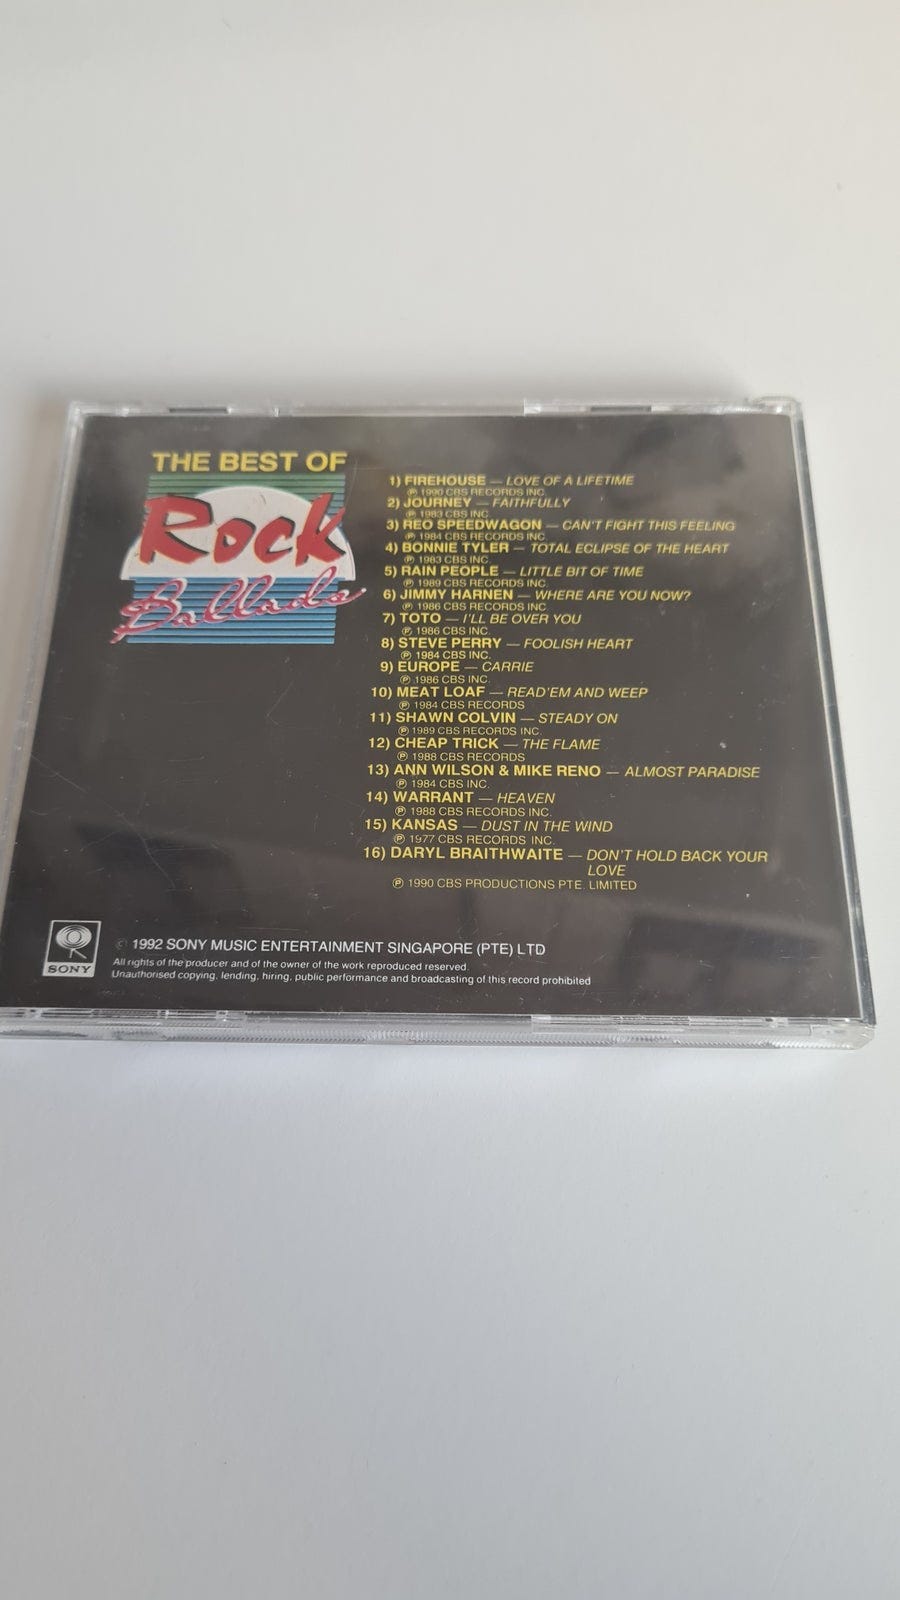 THE BEST OF
Rock
Ballads
1) FIREHOUSE — LOVE OF A LIFETIME
℗ 1990 CBS RECORDS INC.
2) JOURNEY — FAITHFULLY
℗ 1983 CBS INC.
3) REO SPEEDWAGON — CAN'T FIGHT THIS FEELING
℗ 1984 CBS RECORDS INC.
4) BONNIE TYLER — TOTAL ECLIPSE OF THE HEART
℗ 1983 CBS INC.
5) RAIN PEOPLE — LITTLE BIT OF TIME
℗ 1989 CBS RECORDS INC.
6) JIMMY HARNEN — WHERE ARE YOU NOW?
℗ 1986 CBS RECORDS INC
7) TOTO — I'LL BE OVER YOU
℗ 1986 CBS INC.
8) STEVE PERRY — FOOLISH HEART
℗ 1984 CBS INC.
9) EUROPE — CARRIE
℗ 1986 CBS INC.
10) MEAT LOAF — READ'EM AND WEEP
℗ 1984 CBS RECORDS
11) SHAWN COLVIN — STEADY ON
℗ 1989 CBS RECORDS INC.
12) CHEAP TRICK — THE FLAME
℗ 1988 CBS RECORDS
13) ANN WILSON & MIKE RENO — ALMOST PARADISE
℗ 1984 CBS INC.
14) WARRANT — HEAVEN
℗ 1988 CBS RECORDS INC.
15) KANSAS — DUST IN THE WIND
℗ 1977 CBS RECORDS INC.
16) DARYL BRAITHWAITE — DON'T HOLD BACK YOUR
LOVE
℗ 1990 CBS PRODUCTIONS PTE. LIMITED
© 1992 SONY MUSIC ENTERTAINMENT SINGAPORE (PTE) LTD
All rights of the producer and of the owner of the work reproduced reserved.
Unauthorised copying, lending, hiring, public performance and broadcasting of this record prohibited
SONY